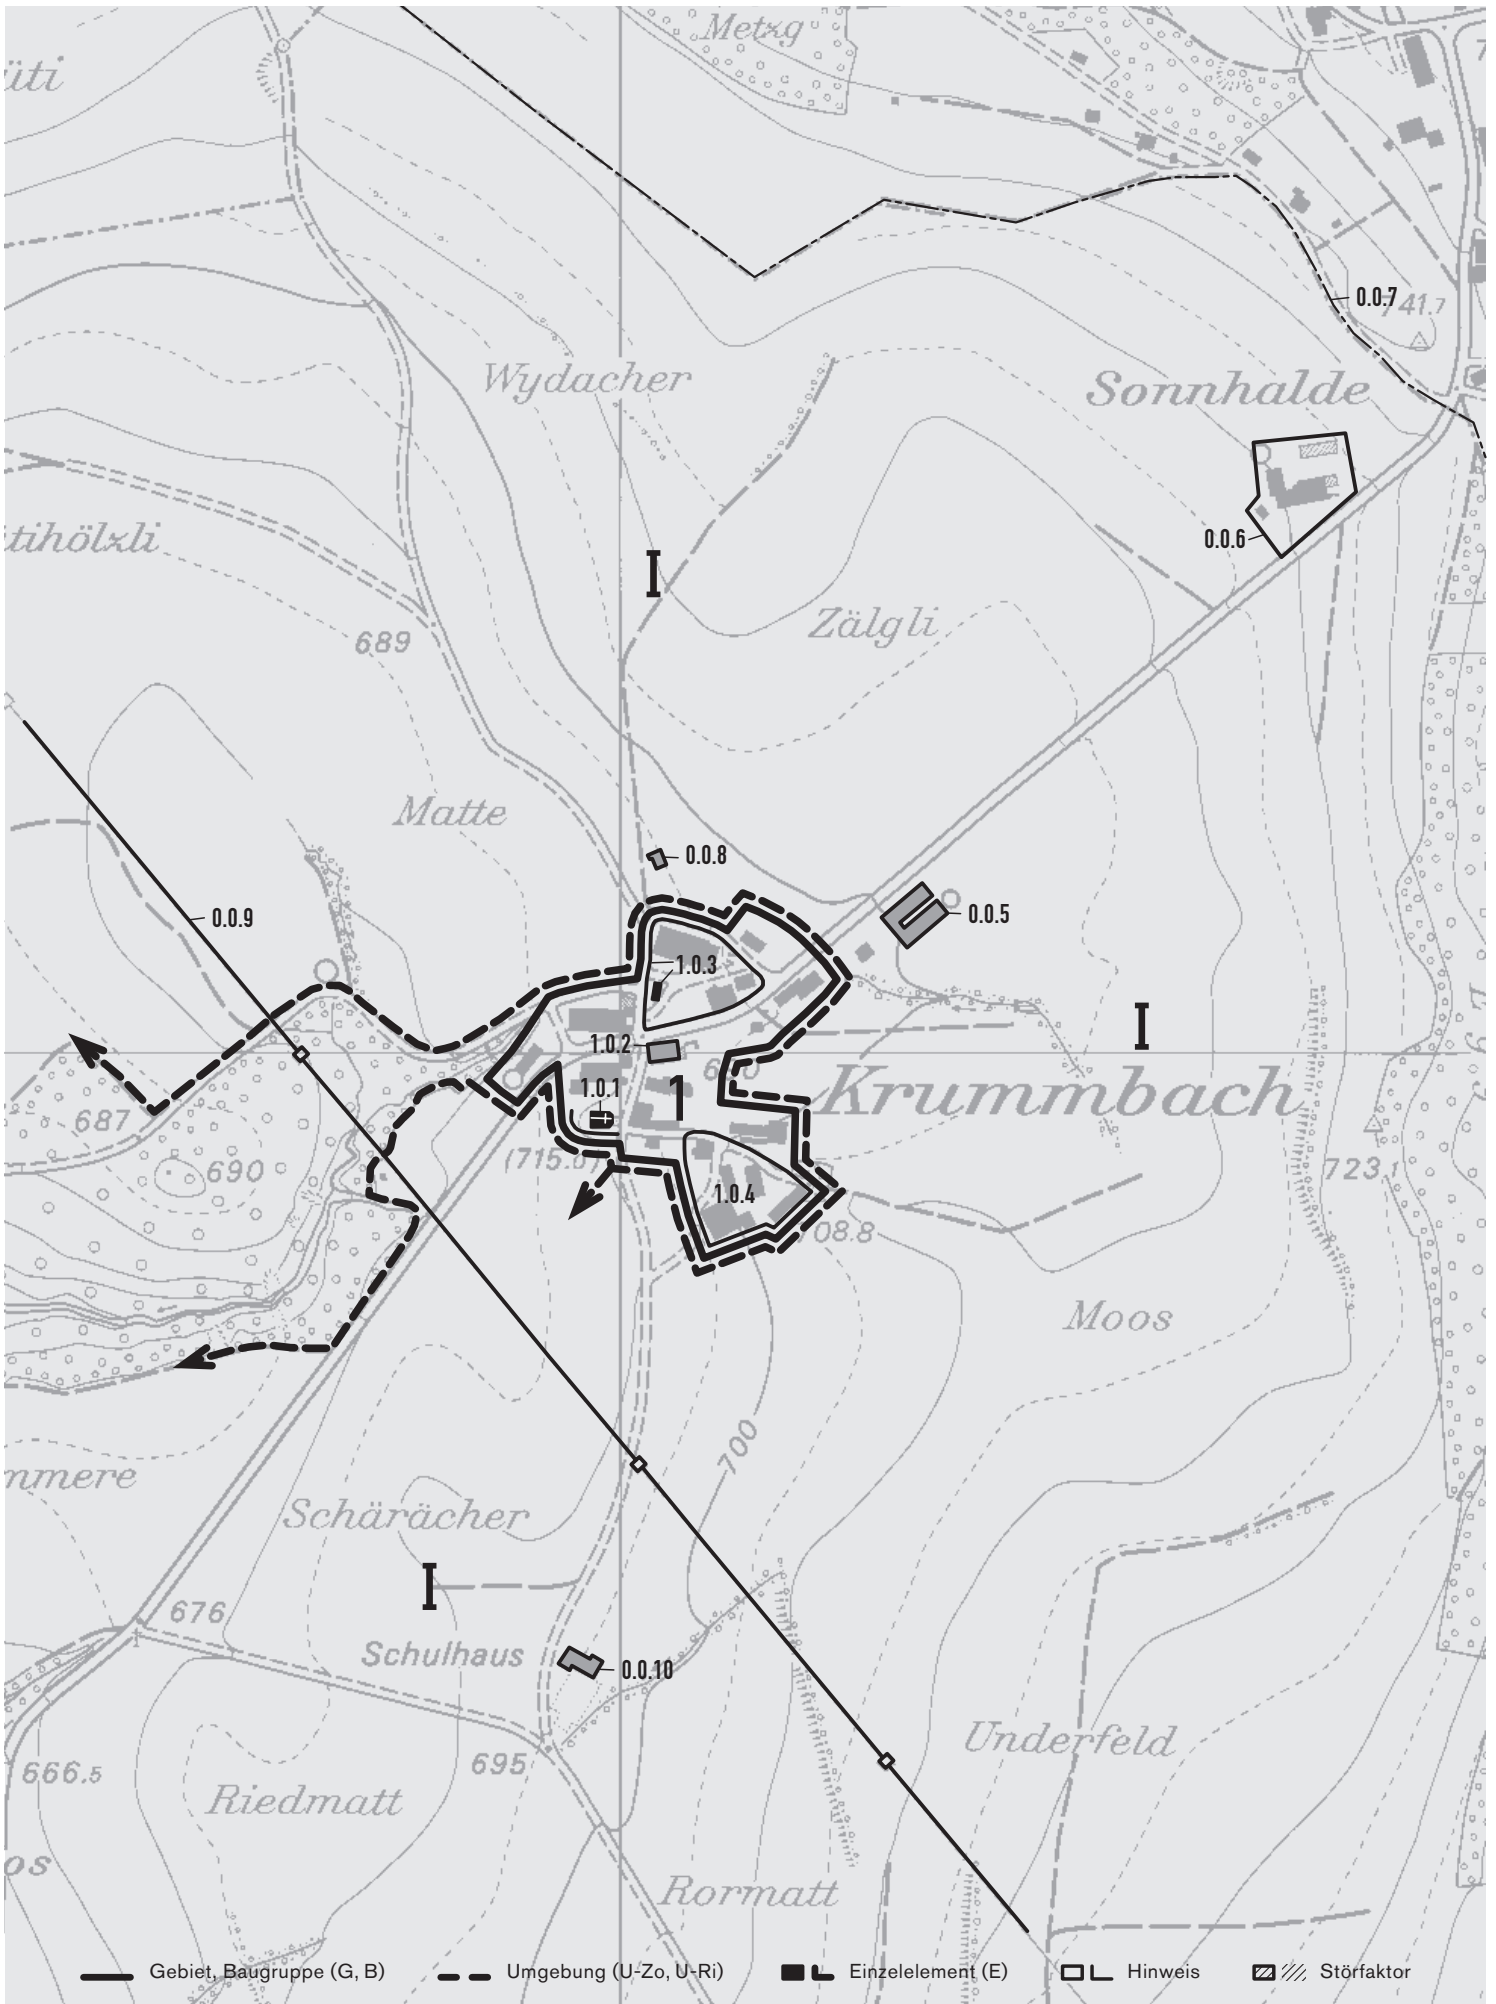 Metzg
üti
0.0.7
741.7
Wydacher
Sonnhalde
tihölzli
0.0.6
I
Zälgli
689
Matte
0.0.8
0.0.9
0.0.5
1.0.3
I
1.0.2
1.0.1
1
Krummbach
687
690
(715.0)
723.1
1.0.4
708.8
Moos
700
mmere
Schärächer
I
676
Schulhaus
0.0.10
Underfeld
695
666.5
Riedmatt
os
Rormatt
Gebiet, Baugruppe (G, B) Umgebung (U-Zo, U-Ri) Einzelelement (E) Hinweis Störfaktor